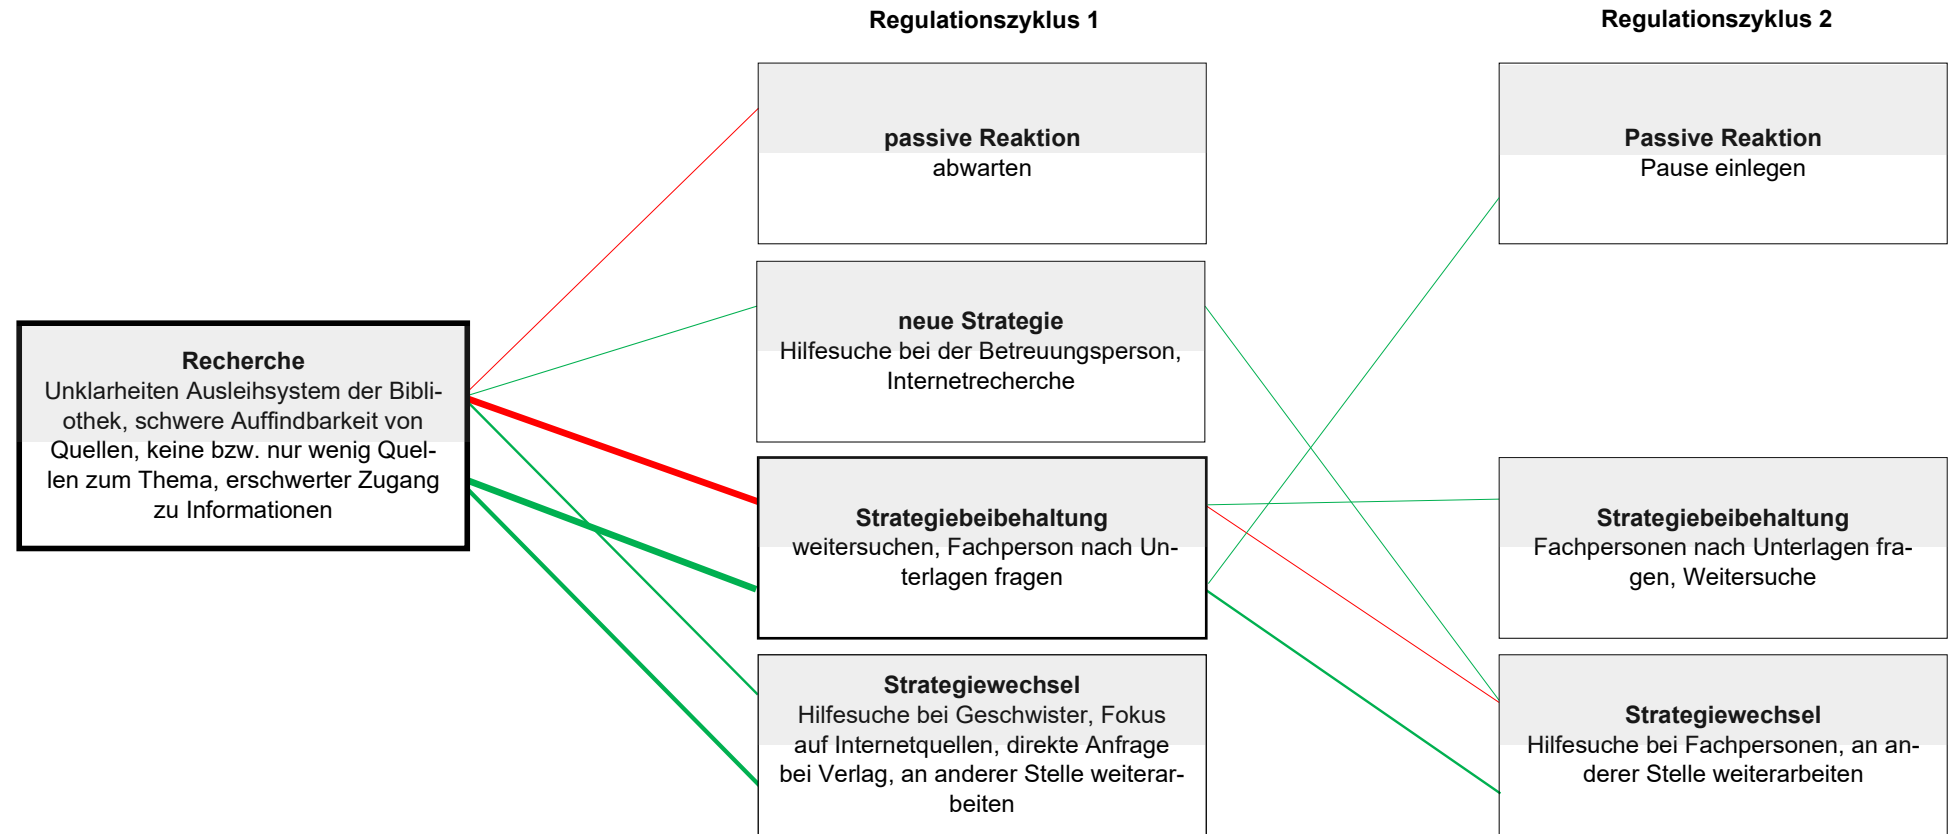 Regulationszyklus 1
Regulationszyklus 2
Recherche
Unklarheiten Ausleihsystem der Bibli-
othek, schwere Auffindbarkeit von
Quellen, keine bzw. nur wenig Quel-
len zum Thema, erschwerter Zugang
zu Informationen
passive Reaktion
abwarten
neue Strategie
Hilfesuche bei der Betreuungsperson,
Internetrecherche
Strategiebeibehaltung
weitersuchen, Fachperson nach Un-
terlagen fragen
Strategiewechsel
Hilfesuche bei Geschwister, Fokus
auf Internetquellen, direkte Anfrage
bei Verlag, an anderer Stelle weiterar-
beiten
Passive Reaktion
Pause einlegen
Strategiebeibehaltung
Fachpersonen nach Unterlagen fra-
gen, Weitersuche
Strategiewechsel
Hilfesuche bei Fachpersonen, an an-
derer Stelle weiterarbeiten